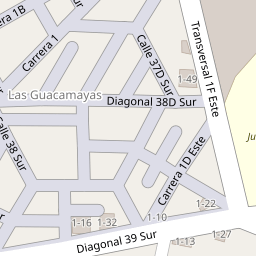 Carrera 1B
Carrera 1
Calle 37D Sur
Transversal 1F Este
1-49
Las Guacamayas
Diagonal 38D Sur
Calle 38 Sur
Carrera 1D Este
1-22
1-16
1-32
1-10
Diagonal 39 Sur
1-13
1-27
Ju